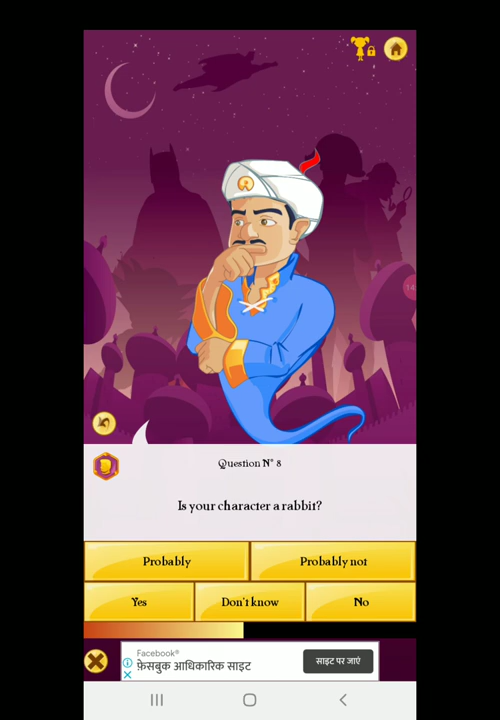 14
Question N° 8
Is your character a rabbit?
Probably
Probably not
Yes
Don't know
No
Facebook®
फ़ेसबुक आधिकारिक साइट
साइट पर जाएं